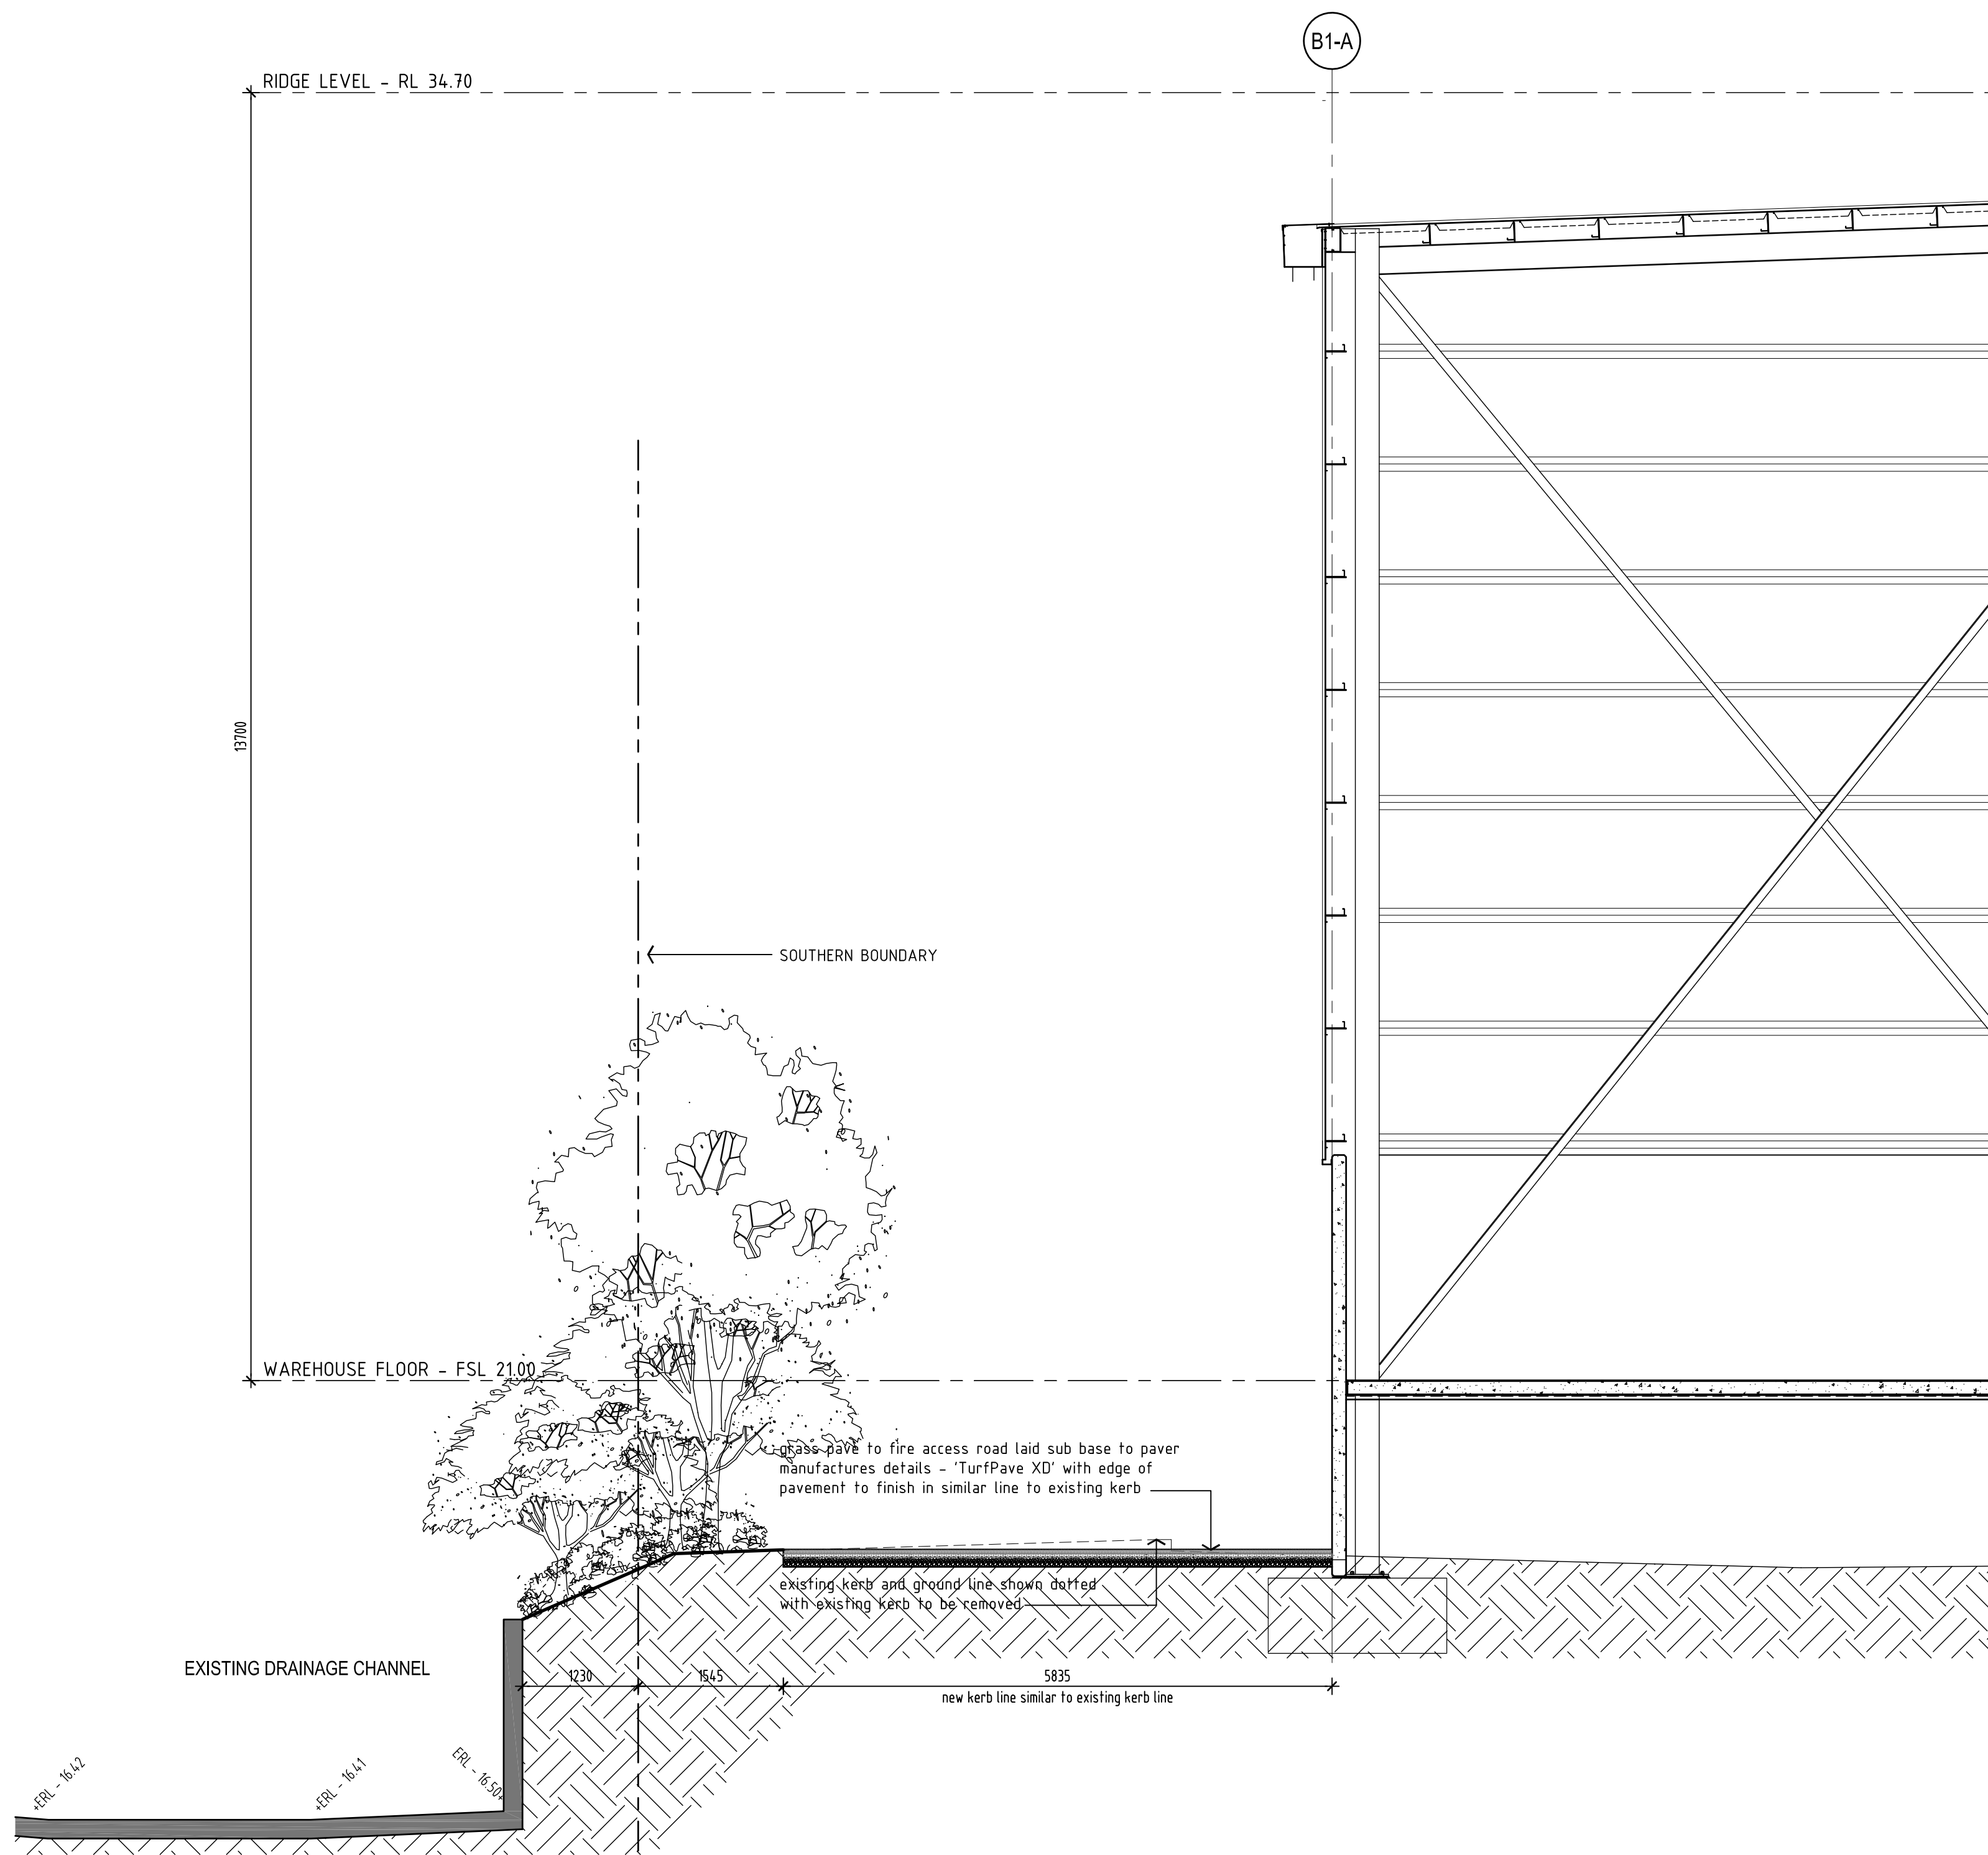 B1-A
RIDGE LEVEL - RL 34.70
13700
SOUTHERN BOUNDARY
WAREHOUSE FLOOR - FSL 21.00
grass pave to fire access road laid sub base to paver
manufactures details - 'TurfPave XD' with edge of
pavement to finish in similar line to existing kerb
existing kerb and ground line shown dotted
with existing kerb to be removed
EXISTING DRAINAGE CHANNEL
1230
1545
5835
new kerb line similar to existing kerb line
+ERL - 16.42
+ERL - 16.41
ERL - 16.50+